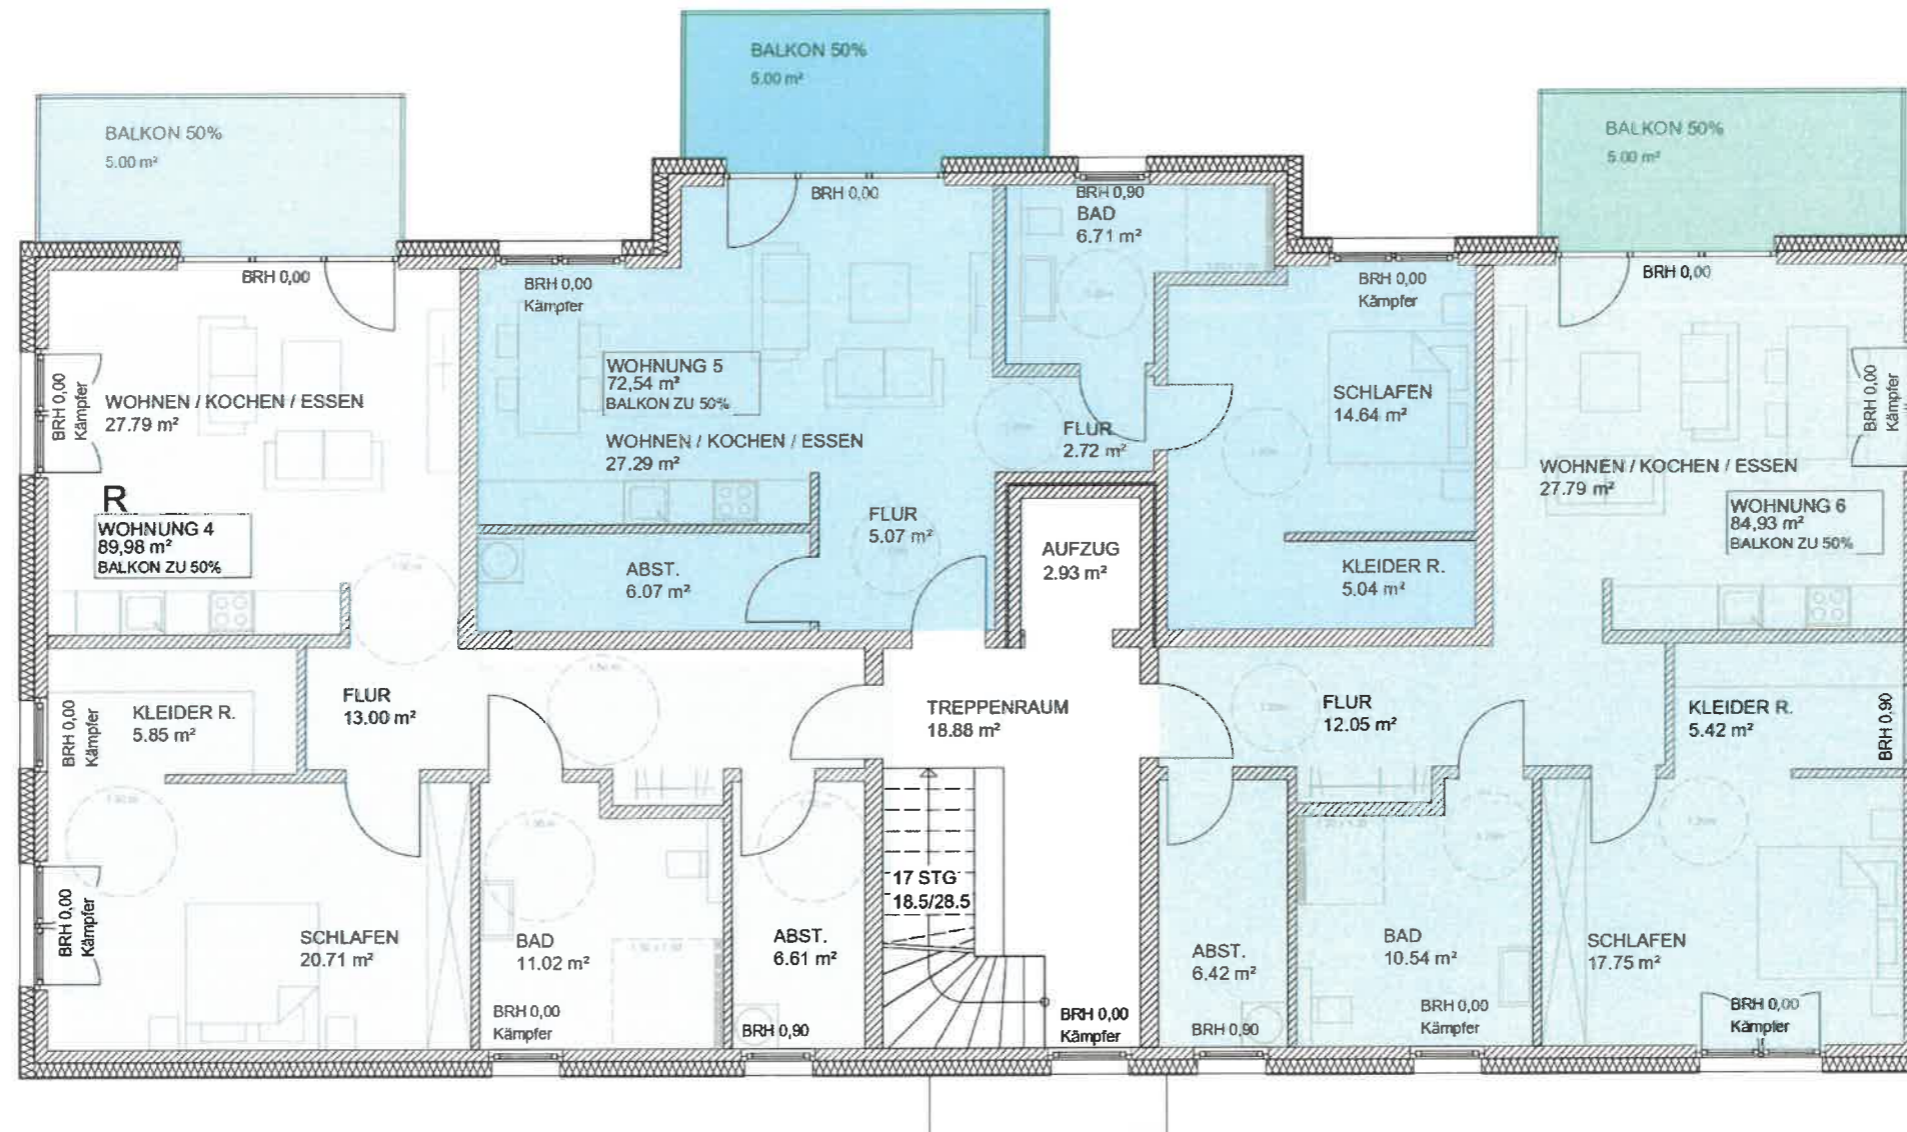 BALKON 50%
5.00 m²
BALKON 50%
5.00 m²
BALKON 50%
5.00 m²
BRH 0,00
BRH 0,00
Kämpfer
WOHNEN / KOCHEN / ESSEN
27.79 m²
R
WOHNUNG 4
89,98 m²
BALKON ZU 50%
BRH 0,00
Kämpfer
BRH 0,00
WOHNUNG 5
72,54 m²
BALKON ZU 50%
WOHNEN / KOCHEN / ESSEN
27.29 m²
BRH 0,90
BAD
6.71 m²
FLUR
2.72 m²
BRH 0,00
Kämpfer
SCHLAFEN
14.64 m²
BRH 0,00
BRH 0,00
Kämpfer
WOHNEN / KOCHEN / ESSEN
27.79 m²
WOHNUNG 6
84,93 m²
BALKON ZU 50%
FLUR
5.07 m²
ABST.
6.07 m²
AUFZUG
2.93 m²
KLEIDER R.
5.04 m²
BRH 0,00
Kämpfer
KLEIDER R.
5.85 m²
FLUR
13.00 m²
TREPPENRAUM
18.88 m²
FLUR
12.05 m²
KLEIDER R.
5.42 m²
BRH 0,90
BRH 0,00
Kämpfer
SCHLAFEN
20.71 m²
BAD
11.02 m²
BRH 0,00
Kämpfer
ABST.
6.61 m²
BRH 0,90
17 STG
18.5/28.5
BRH 0,00
Kämpfer
ABST.
6.42 m²
BRH 0,90
BAD
10.54 m²
BRH 0,00
Kämpfer
SCHLAFEN
17.75 m²
BRH 0,00
Kämpfer